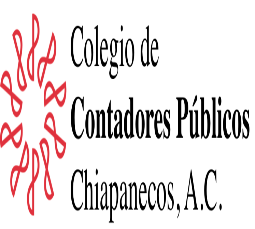 Colegio de
Contadores Públicos
Chiapanecos, A.C.